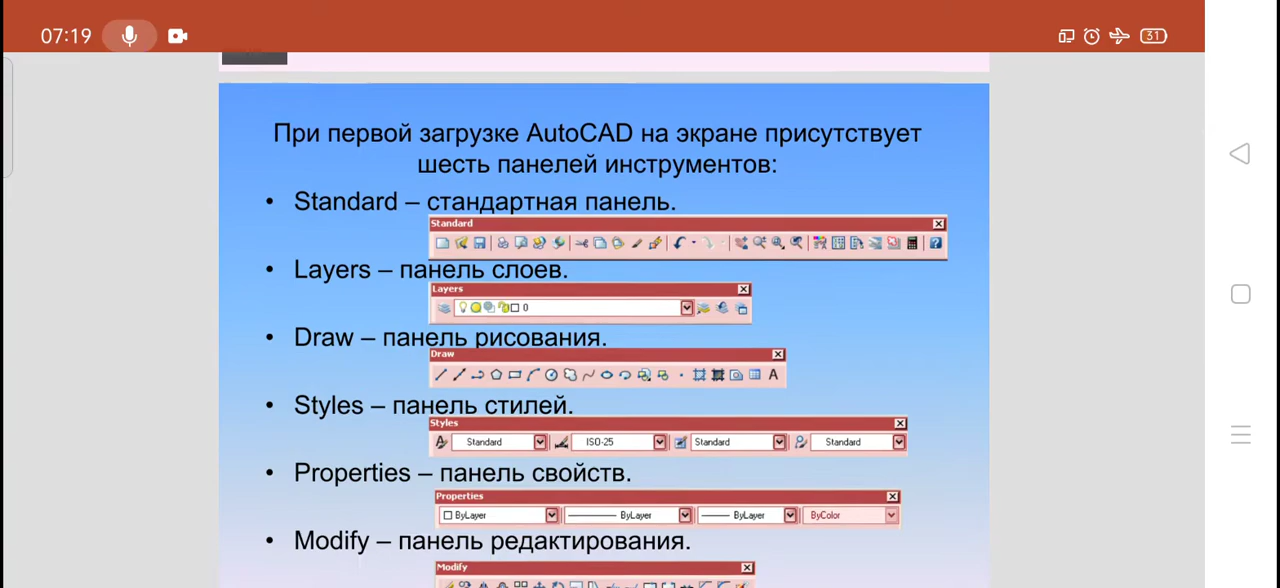 07:19
31
При первой загрузке AutoCAD на экране присутствует
шесть панелей инструментов:
• Standard – стандартная панель.
Standard
• Layers – панель слоев.
Layers
0
• Draw – панель рисования.
Draw
A
• Styles – панель стилей.
Styles
Standard ISO-25 Standard Standard
• Properties – панель свойств.
Properties
ByLayer ByLayer ByLayer ByColor
• Modify – панель редактирования.
Modify